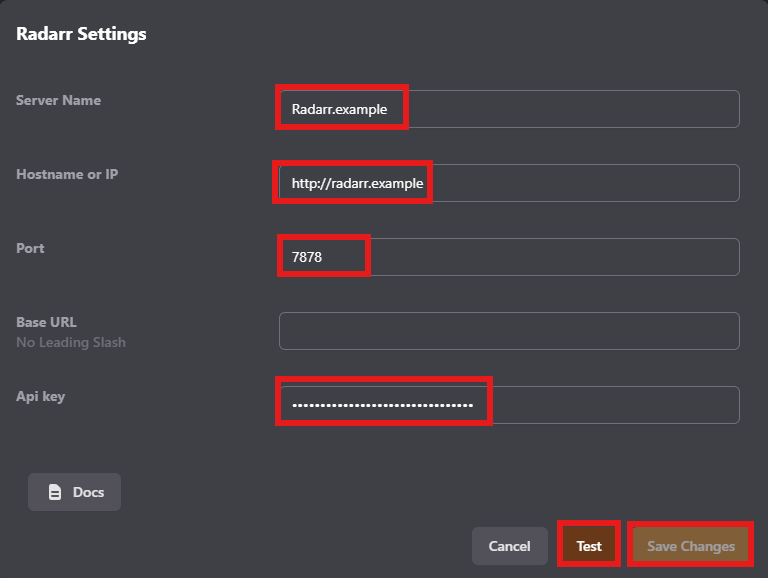 Radarr Settings
Server Name
Radarr.example
Hostname or IP
http://radarr.example
Port
7878
Base URL
No Leading Slash
Api key
••••••••••••••••••••••••••••••••
Docs
Cancel
Test
Save Changes